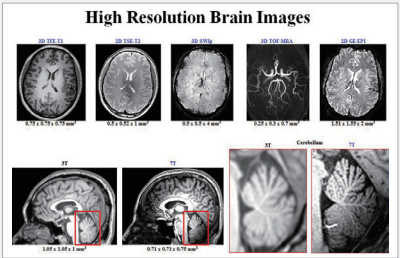 High Resolution Brain Images
3D TFE-T1 2D TSE-T2 3D SWIp 3D TOF-MRA 2D GE-EPI
0.75 x 0.75 x 0.75 mm³ 0.5 x 0.52 x 1 mm³ 0.5 x 0.5 x 4 mm³ 0.25 x 0.3 x 0.7 mm³ 1.51 x 1.55 x 2 mm³
Cerebellum
3T 7T 3T 7T
1.05 x 1.05 x 1 mm³ 0.71 x 0.71 x 0.75 mm³